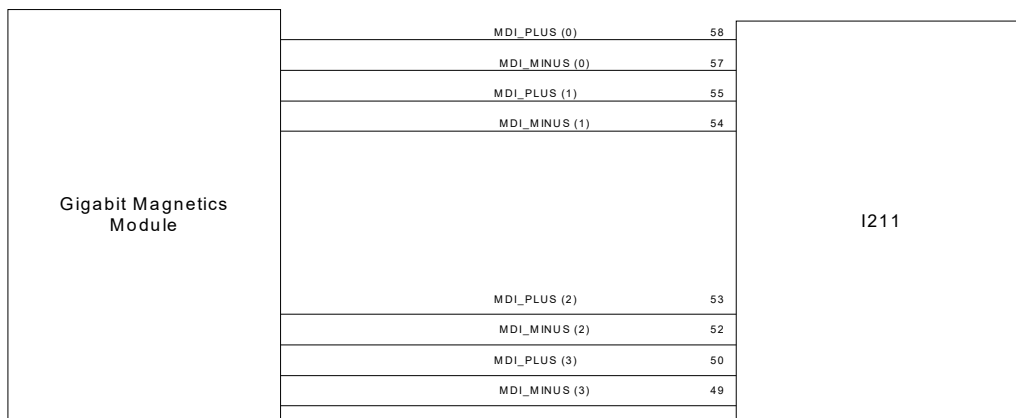 MDI_PLUS (0) 58
MDI_MINUS (0) 57
MDI_PLUS (1) 55
MDI_MINUS (1) 54
Gigabit Magnetics
Module
I211
MDI_PLUS (2) 53
MDI_MINUS (2) 52
MDI_PLUS (3) 50
MDI_MINUS (3) 49